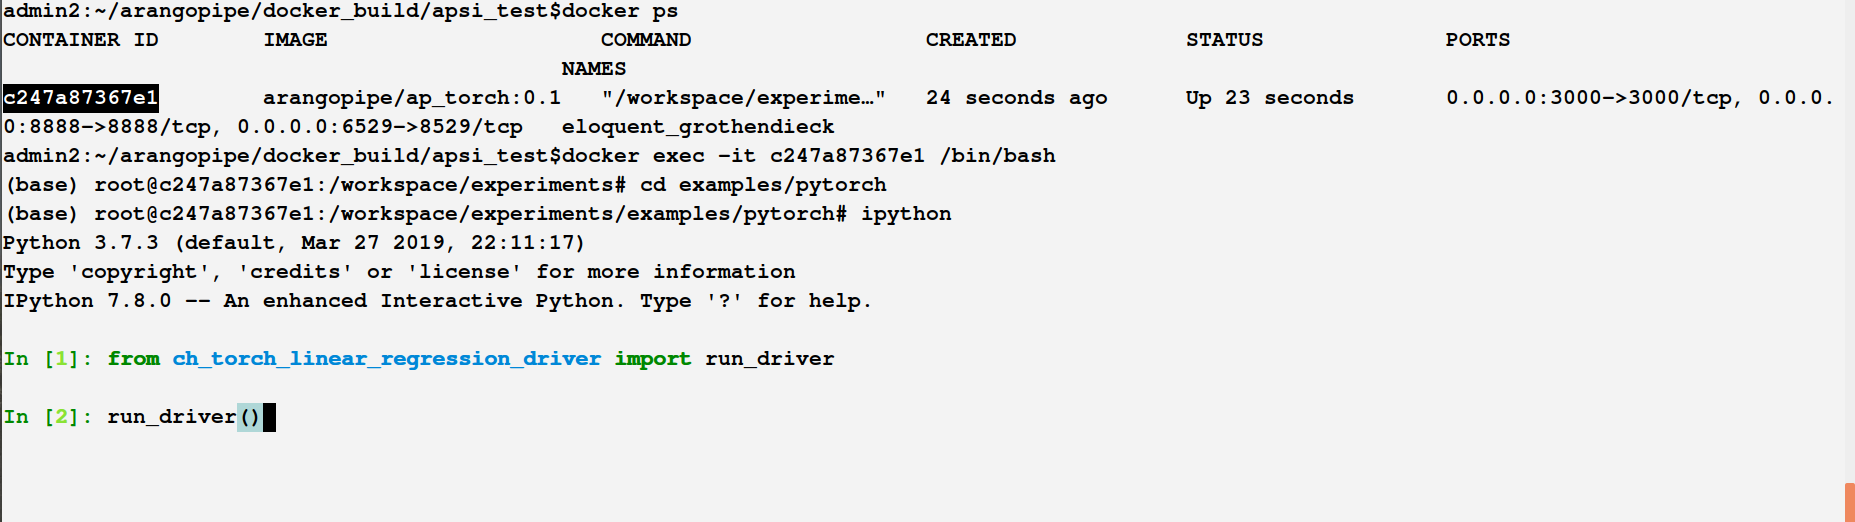 admin2:~/arangopipe/docker_build/apsi_test$docker ps
CONTAINER ID        IMAGE                     COMMAND                  CREATED             STATUS              PORTS
                                           NAMES
c247a87367e1        arangopipe/ap_torch:0.1   "/workspace/experime…"   24 seconds ago      Up 23 seconds       0.0.0.0:3000->3000/tcp, 0.0.0.
0:8888->8888/tcp, 0.0.0.0:6529->8529/tcp   eloquent_grothendieck
admin2:~/arangopipe/docker_build/apsi_test$docker exec -it c247a87367e1 /bin/bash
(base) root@c247a87367e1:/workspace/experiments# cd examples/pytorch
(base) root@c247a87367e1:/workspace/experiments/examples/pytorch# ipython
Python 3.7.3 (default, Mar 27 2019, 22:11:17)
Type 'copyright', 'credits' or 'license' for more information
IPython 7.8.0 -- An enhanced Interactive Python. Type '?' for help.
In [1]: from ch_torch_linear_regression_driver import run_driver
In [2]: run_driver()